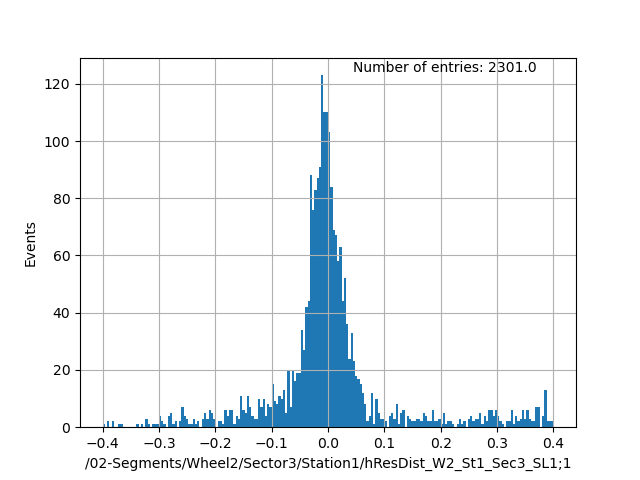 Number of entries: 2301.0
120
100
80
60
40
20
0
Events
−0.4 −0.3 −0.2 −0.1 0.0 0.1 0.2 0.3 0.4
/02-Segments/Wheel2/Sector3/Station1/hResDist_W2_St1_Sec3_SL1;1